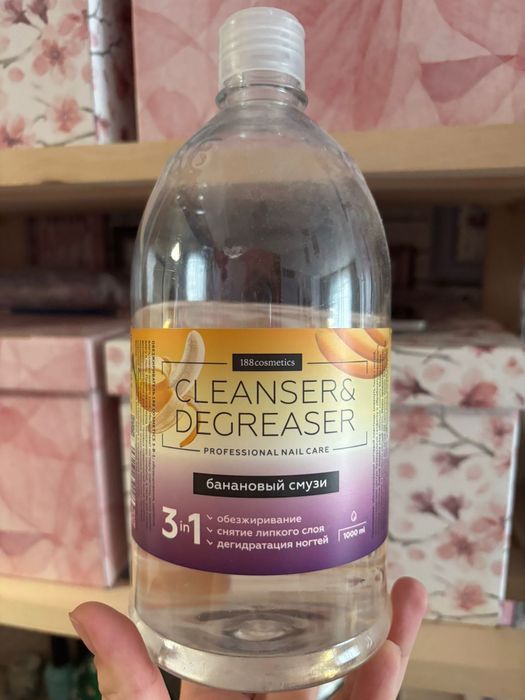 188cosmetics
CLEANSER&
DEGREASER
PROFESSIONAL NAIL CARE
банановый смузи
3in1
обезжиривание
снятие липкого слоя
дегидратация ногтей
1000 ml